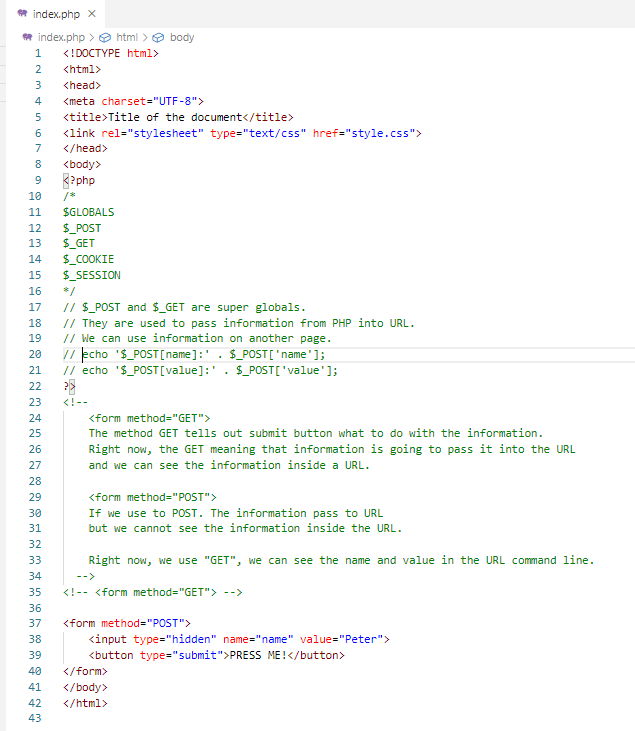 index.php ×
index.php > html > body
1 <!DOCTYPE html>
2 <html>
3 <head>
4 <meta charset="UTF-8">
5 <title>Title of the document</title>
6 <link rel="stylesheet" type="text/css" href="style.css">
7 </head>
8 <body>
9 <?php
10 /*
11 $GLOBALS
12 $_POST
13 $_GET
14 $_COOKIE
15 $_SESSION
16 */
17 // $_POST and $_GET are super globals.
18 // They are used to pass information from PHP into URL.
19 // We can use information on another page.
20 // echo '$_POST[name]:' . $_POST['name'];
21 // echo '$_POST[value]:' . $_POST['value'];
22 ?>
23 <!--
24 <form method="GET">
25 The method GET tells out submit button what to do with the information.
26 Right now, the GET meaning that information is going to pass it into the URL
27 and we can see the information inside a URL.
28
29 <form method="POST">
30 If we use to POST. The information pass to URL
31 but we cannot see the information inside the URL.
32
33 Right now, we use "GET", we can see the name and value in the URL command line.
34 -->
35 <!-- <form method="GET"> -->
36
37 <form method="POST">
38 <input type="hidden" name="name" value="Peter">
39 <button type="submit">PRESS ME!</button>
40 </form>
41 </body>
42 </html>
43